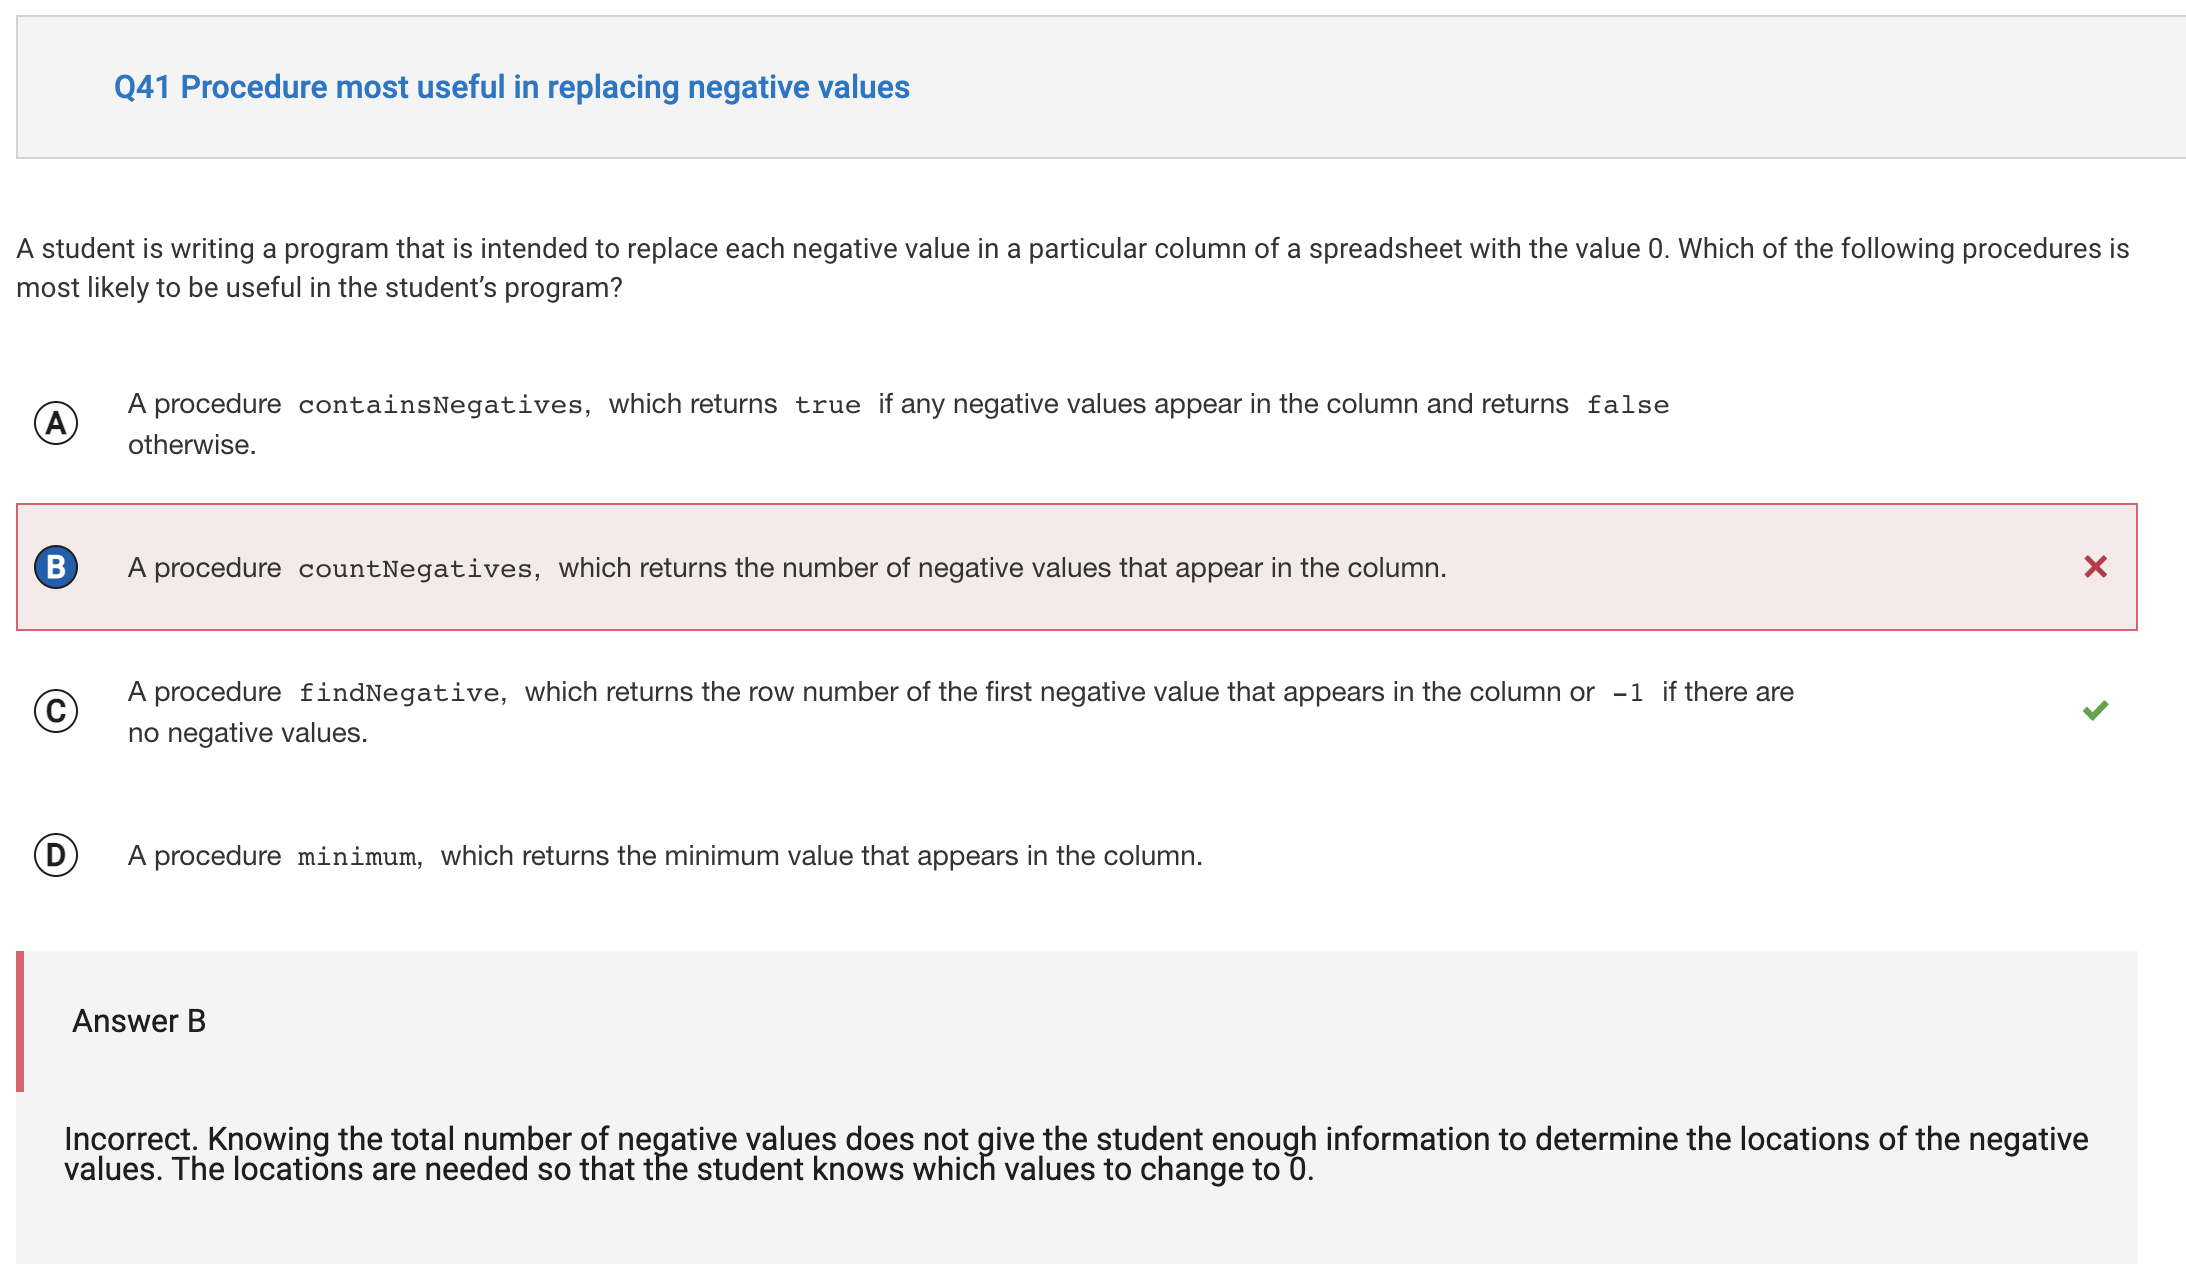 Q41 Procedure most useful in replacing negative values
A student is writing a program that is intended to replace each negative value in a particular column of a spreadsheet with the value 0. Which of the following procedures is
most likely to be useful in the student’s program?
A
A procedure containsNegatives, which returns true if any negative values appear in the column and returns false
otherwise.
B
A procedure countNegatives, which returns the number of negative values that appear in the column.
C
A procedure findNegative, which returns the row number of the first negative value that appears in the column or -1 if there are
no negative values.
D
A procedure minimum, which returns the minimum value that appears in the column.
Answer B
Incorrect. Knowing the total number of negative values does not give the student enough information to determine the locations of the negative
values. The locations are needed so that the student knows which values to change to 0.